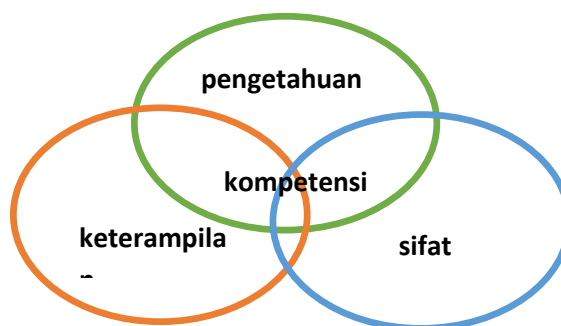 pengetahuan
kompetensi
keterampila
n
sifat